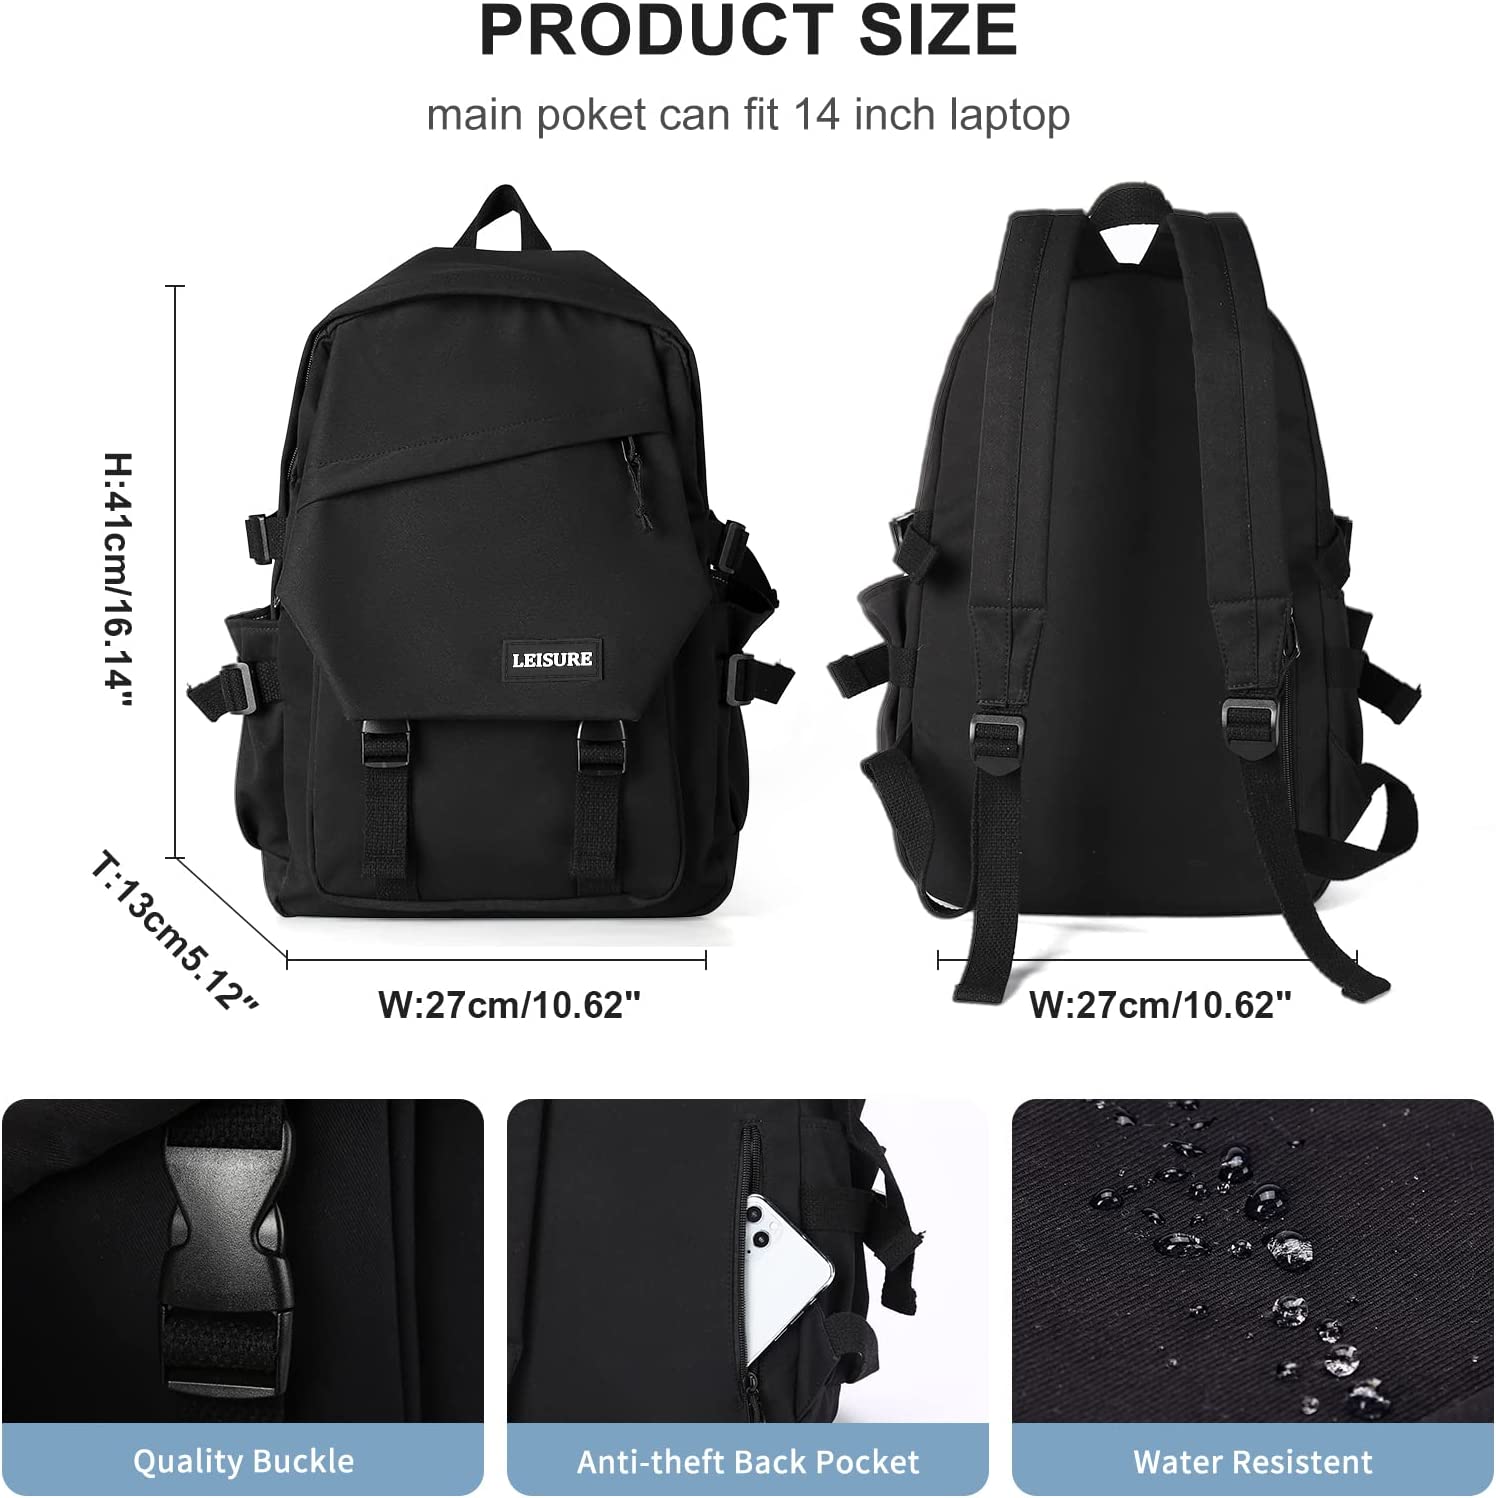 PRODUCT SIZE
main poket can fit 14 inch laptop
H:41cm/16.14"
LEISURE
T:13cm5.12"
W:27cm/10.62"
W:27cm/10.62"
Quality Buckle
Anti-theft Back Pocket
Water Resistent